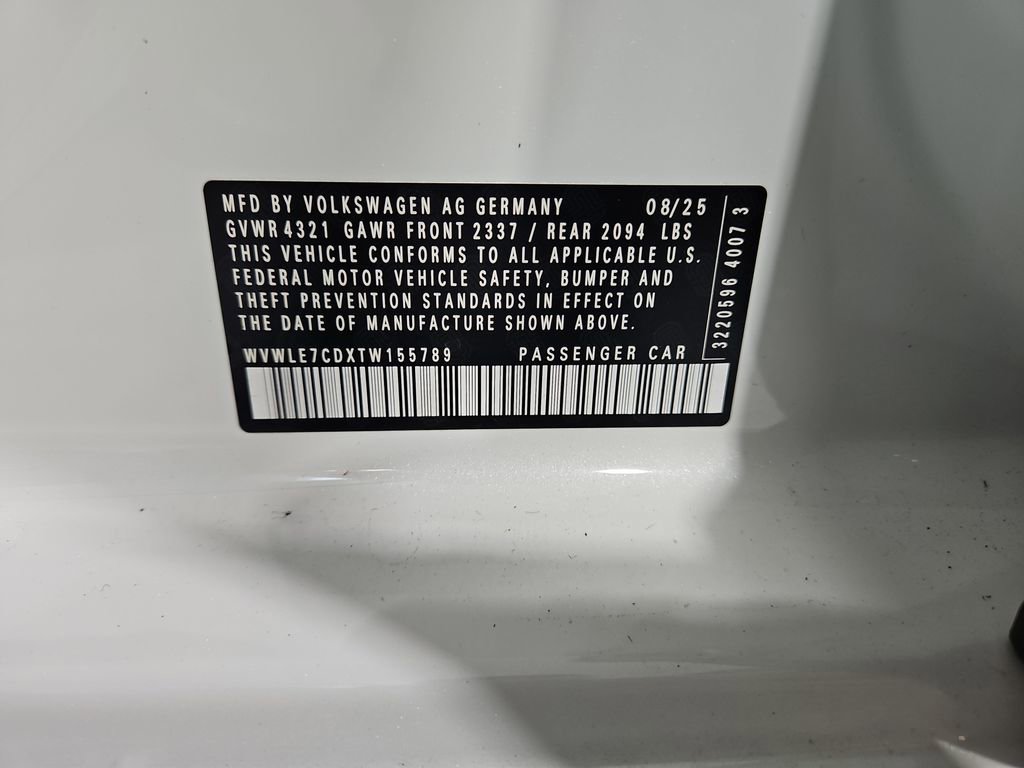 MFD BY VOLKSWAGEN AG GERMANY 08/25
GVWR 4321 GAWR FRONT 2337 / REAR 2094 LBS
THIS VEHICLE CONFORMS TO ALL APPLICABLE U.S.
FEDERAL MOTOR VEHICLE SAFETY, BUMPER AND
THEFT PREVENTION STANDARDS IN EFFECT ON
THE DATE OF MANUFACTURE SHOWN ABOVE.
WVWLE7CDXTW155789 PASSENGER CAR
3220596 4007 3